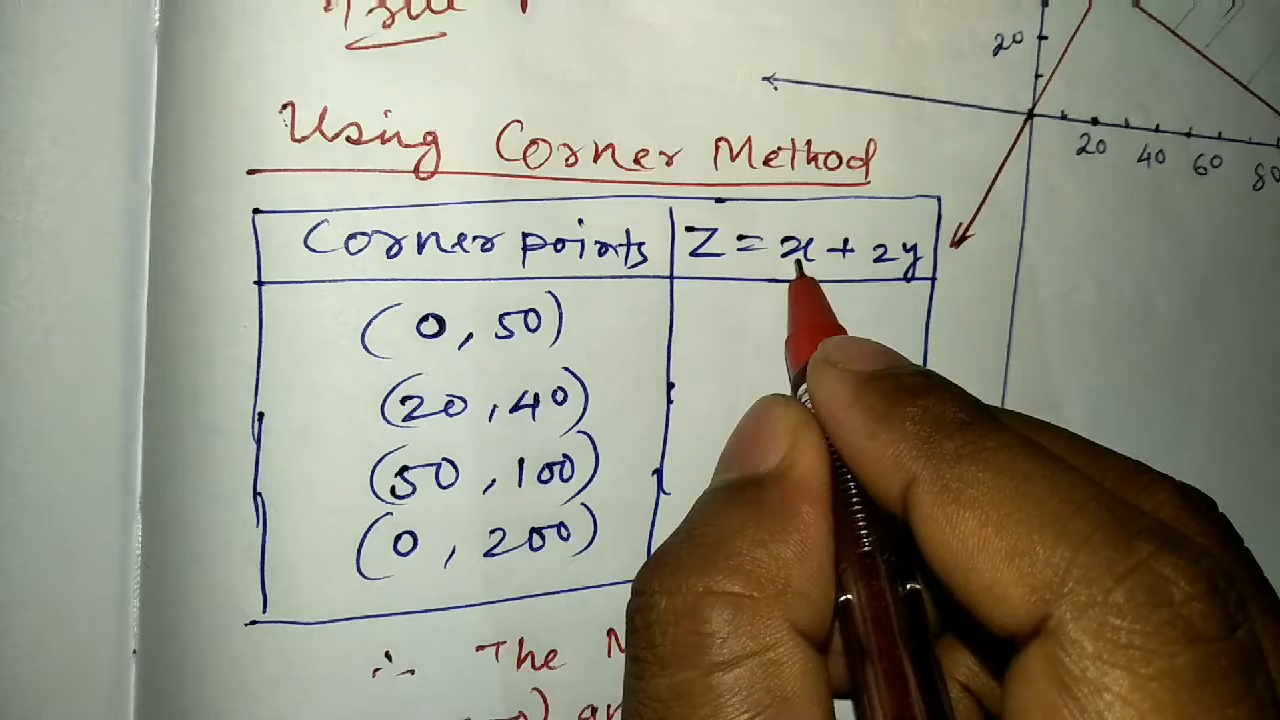 20
20 40 60 80
Using Corner Method
Corner points Z = x + 2y
(0, 50)
(20, 40)
(50, 100)
(0, 200)
∴ The